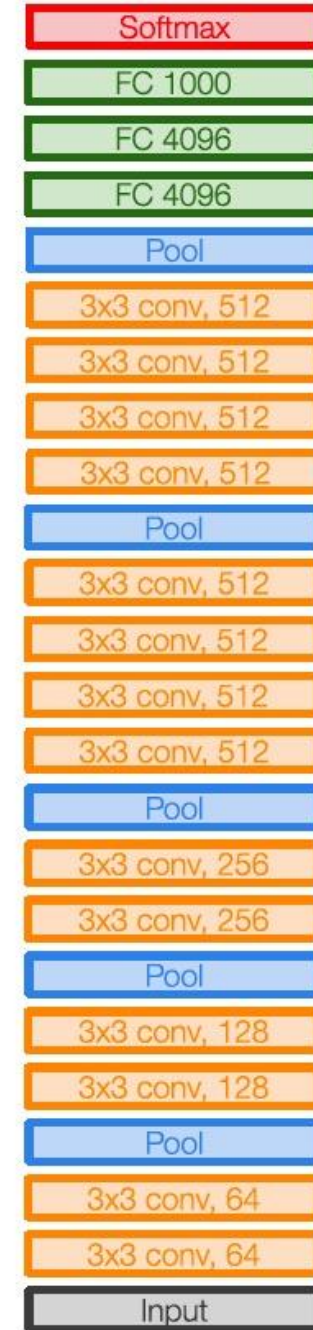 Softmax
FC 1000
FC 4096
FC 4096
Pool
3x3 conv, 512
3x3 conv, 512
3x3 conv, 512
3x3 conv, 512
Pool
3x3 conv, 512
3x3 conv, 512
3x3 conv, 512
3x3 conv, 512
Pool
3x3 conv, 256
3x3 conv, 256
Pool
3x3 conv, 128
3x3 conv, 128
Pool
3x3 conv, 64
3x3 conv, 64
Input